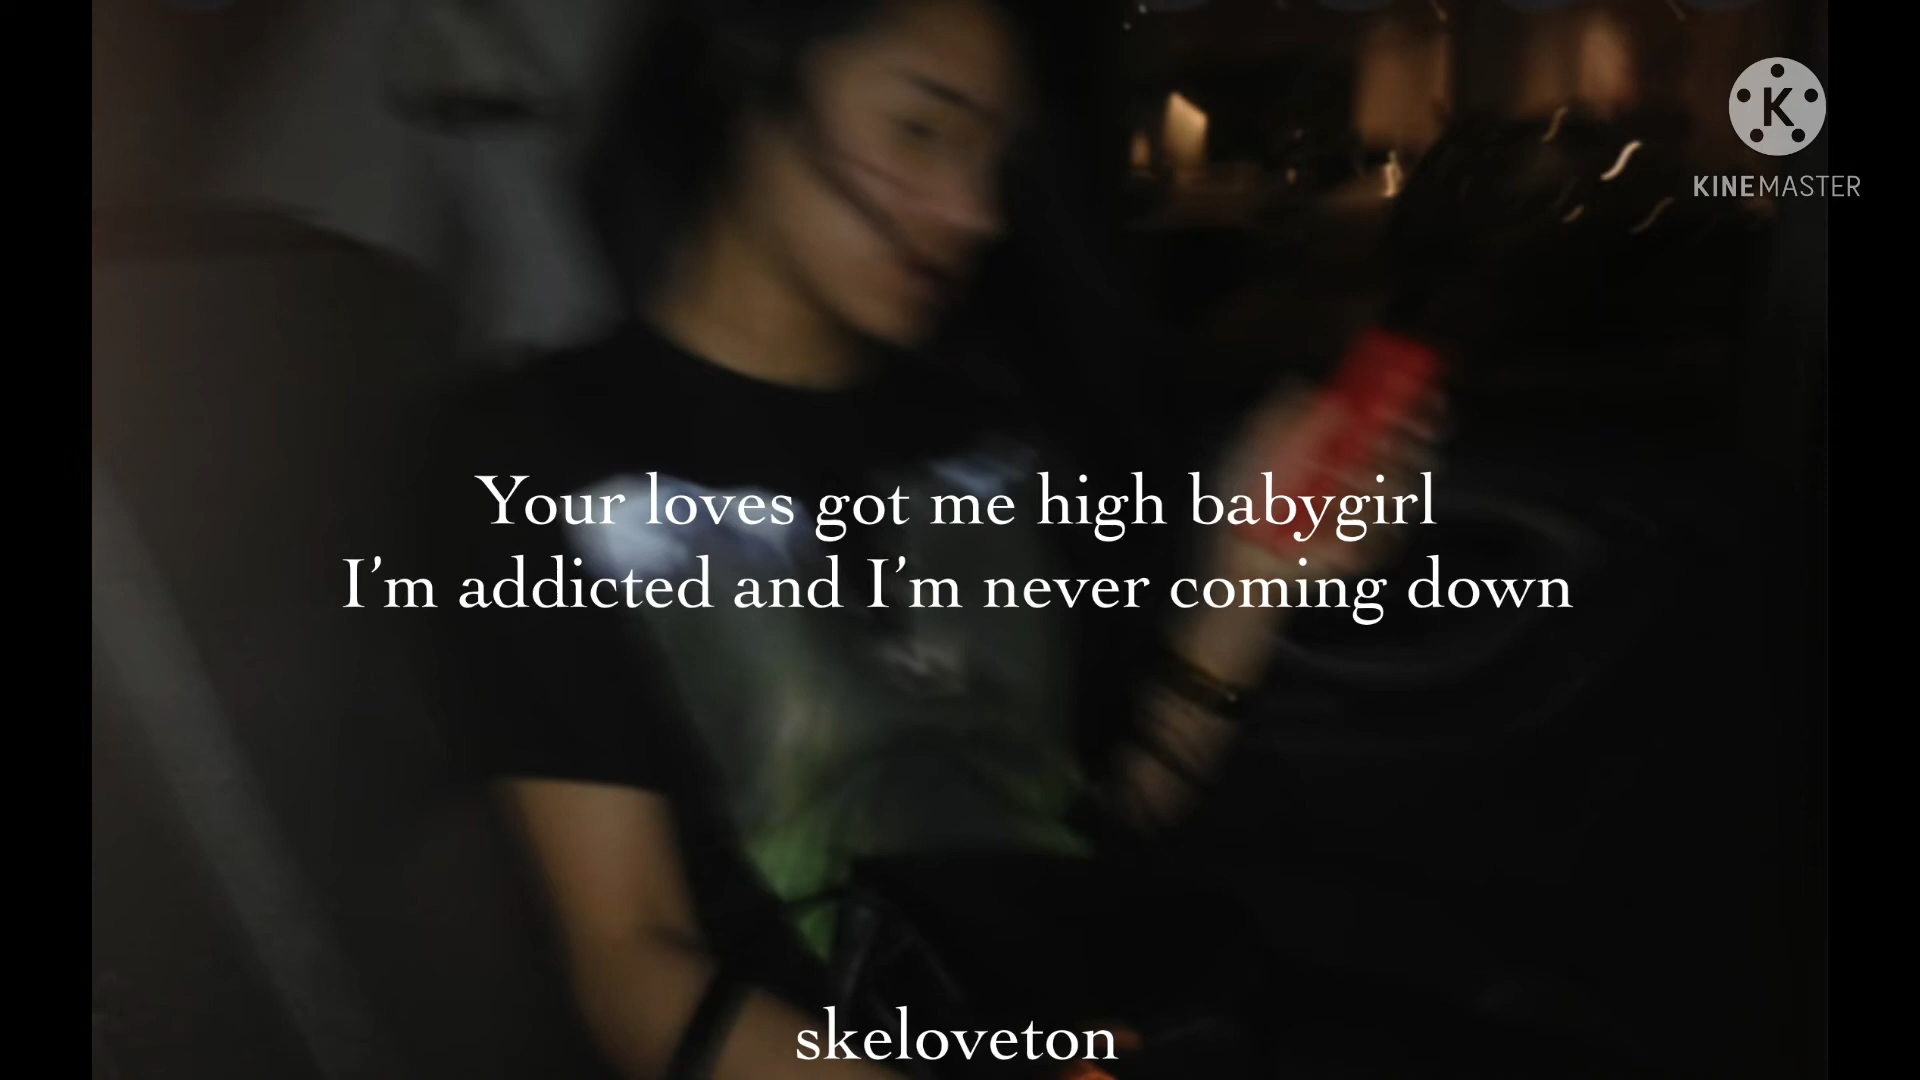 K
KINEMASTER
Your loves got me high babygirl
I’m addicted and I’m never coming down
skeloveton